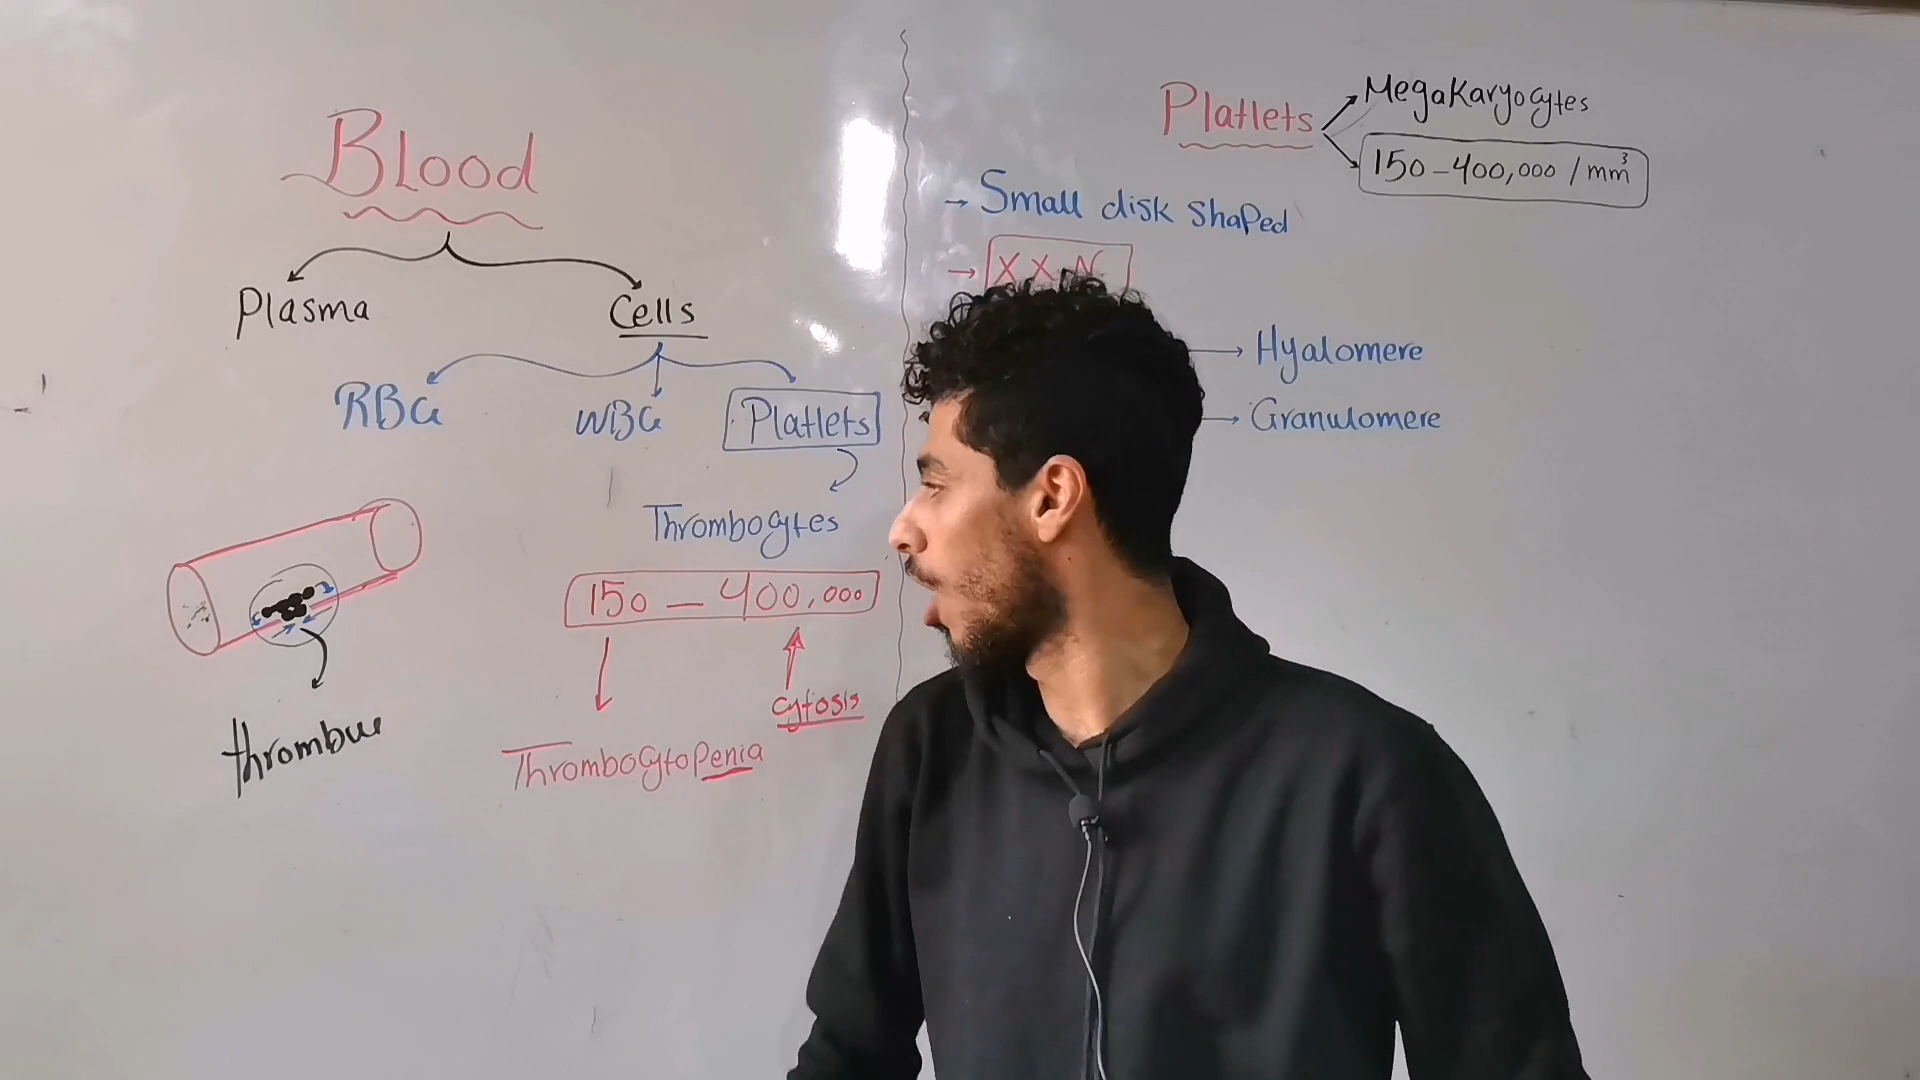 Blood
Plasma
Cells
RBCs
WBCs
Platlets
Thrombocytes
150 - 400,000
cytosis
Thrombocytopenia
thrombus
Platlets
Megakaryocytes
150 - 400,000 / mm³
→ Small disk shaped
→ X X N
Hyalomere
Granulomere